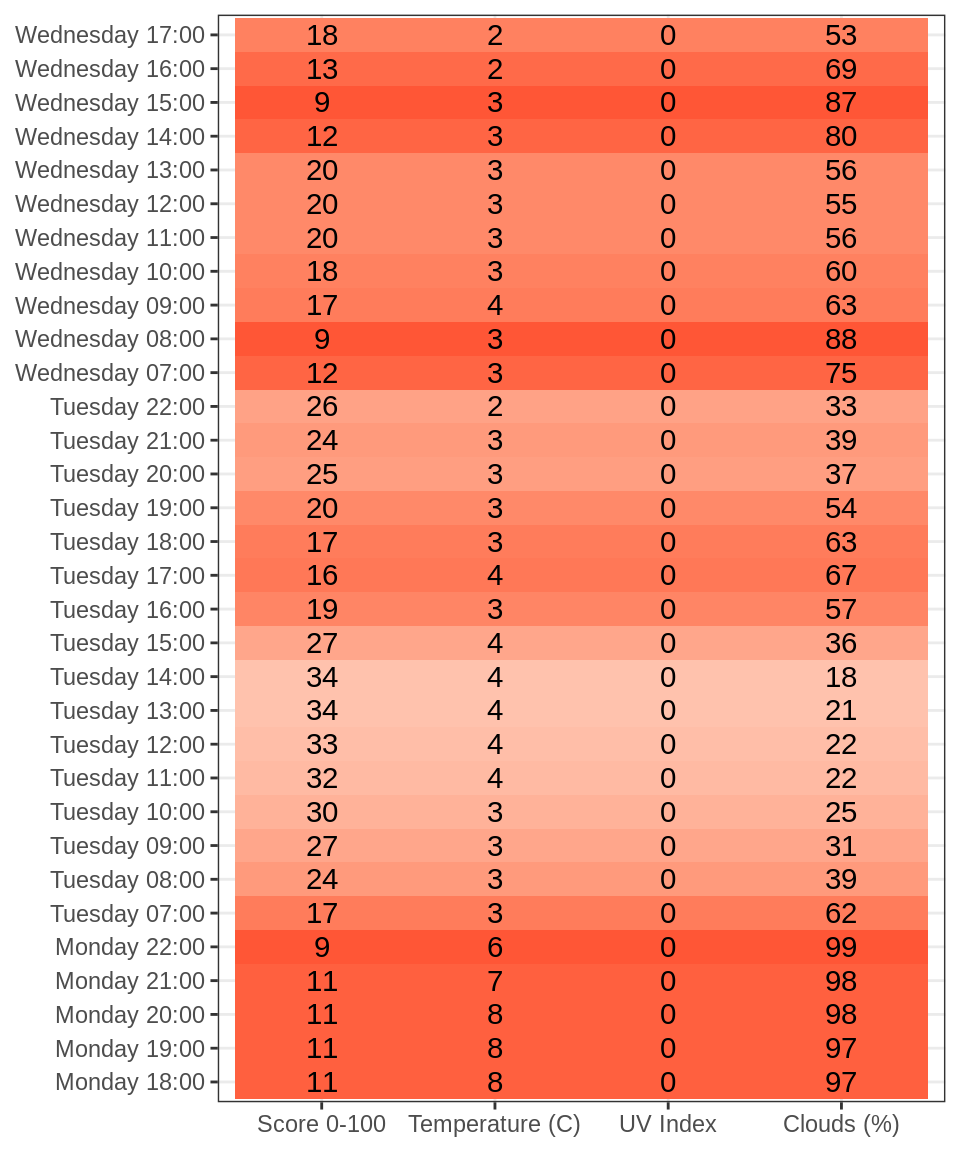 Wednesday 17:00 18 2 0 53
Wednesday 16:00 13 2 0 69
Wednesday 15:00 9 3 0 87
Wednesday 14:00 12 3 0 80
Wednesday 13:00 20 3 0 56
Wednesday 12:00 20 3 0 55
Wednesday 11:00 20 3 0 56
Wednesday 10:00 18 3 0 60
Wednesday 09:00 17 4 0 63
Wednesday 08:00 9 3 0 88
Wednesday 07:00 12 3 0 75
Tuesday 22:00 26 2 0 33
Tuesday 21:00 24 3 0 39
Tuesday 20:00 25 3 0 37
Tuesday 19:00 20 3 0 54
Tuesday 18:00 17 3 0 63
Tuesday 17:00 16 4 0 67
Tuesday 16:00 19 3 0 57
Tuesday 15:00 27 4 0 36
Tuesday 14:00 34 4 0 18
Tuesday 13:00 34 4 0 21
Tuesday 12:00 33 4 0 22
Tuesday 11:00 32 4 0 22
Tuesday 10:00 30 3 0 25
Tuesday 09:00 27 3 0 31
Tuesday 08:00 24 3 0 39
Tuesday 07:00 17 3 0 62
Monday 22:00 9 6 0 99
Monday 21:00 11 7 0 98
Monday 20:00 11 8 0 98
Monday 19:00 11 8 0 97
Monday 18:00 11 8 0 97
Score 0-100 Temperature (C) UV Index Clouds (%)